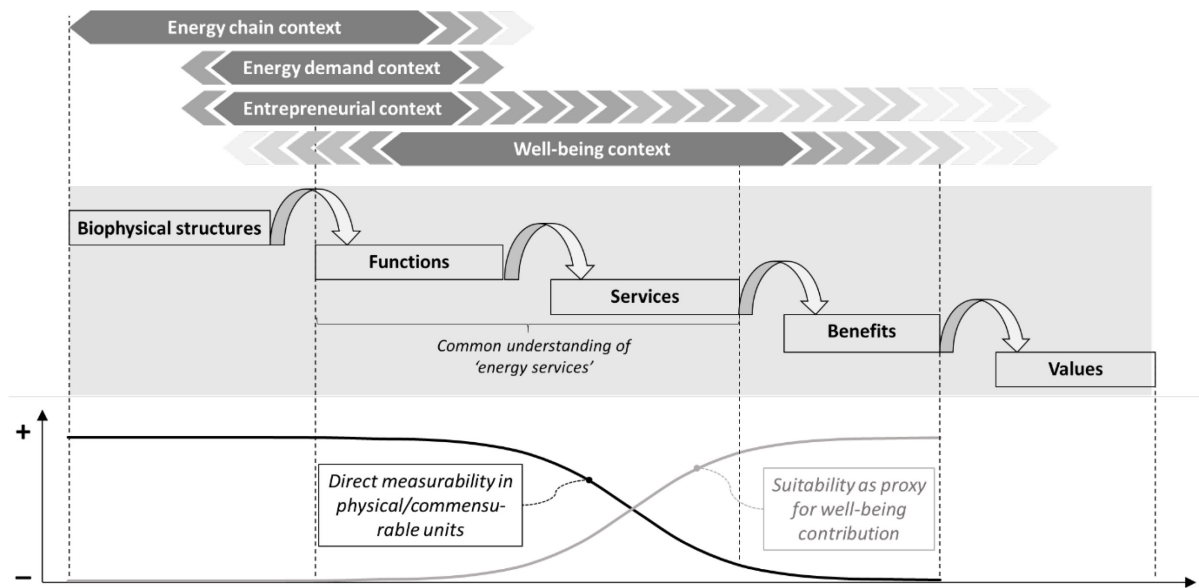 Energy chain context
Energy demand context
Entrepreneurial context
Well-being context
Biophysical structures
Functions
Services
Benefits
Values
Common understanding of
‘energy services’
+
Direct measurability in
physical/commensu-
rable units
Suitability as proxy
for well-being
contribution
−